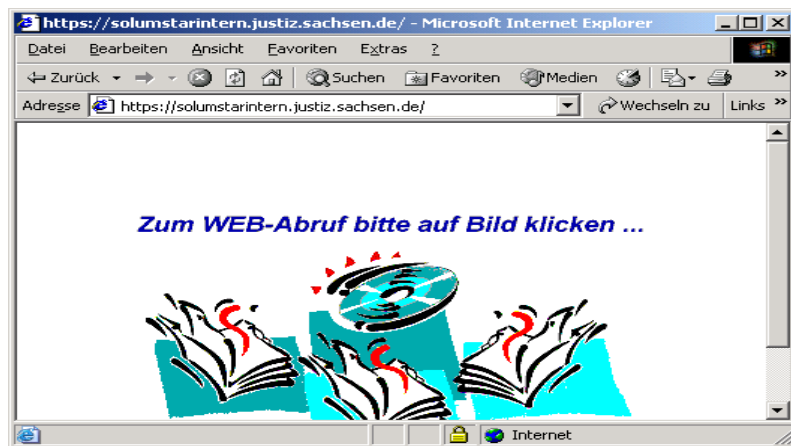 https://solumstarintern.justiz.sachsen.de/ - Microsoft Internet Explorer
Datei Bearbeiten Ansicht Favoriten Extras ?
Zurück Suchen Favoriten Medien »
Adresse https://solumstarintern.justiz.sachsen.de/ Wechseln zu Links »
Zum WEB-Abruf bitte auf Bild klicken ...
Internet